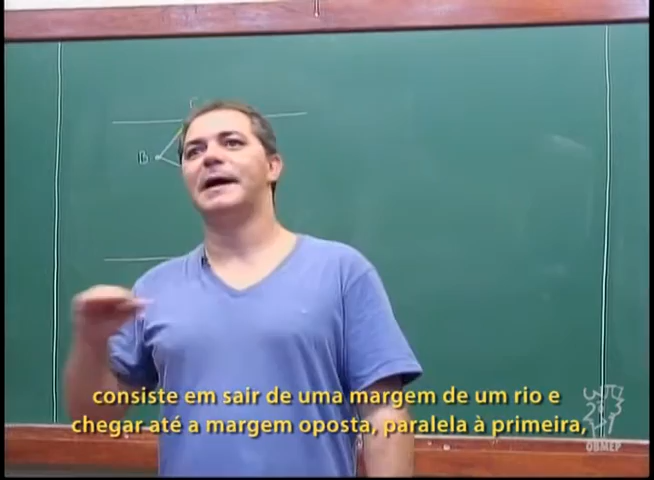 B
consiste em sair de uma margem de um rio e
chegar até a margem oposta, paralela à primeira,
OBMEP